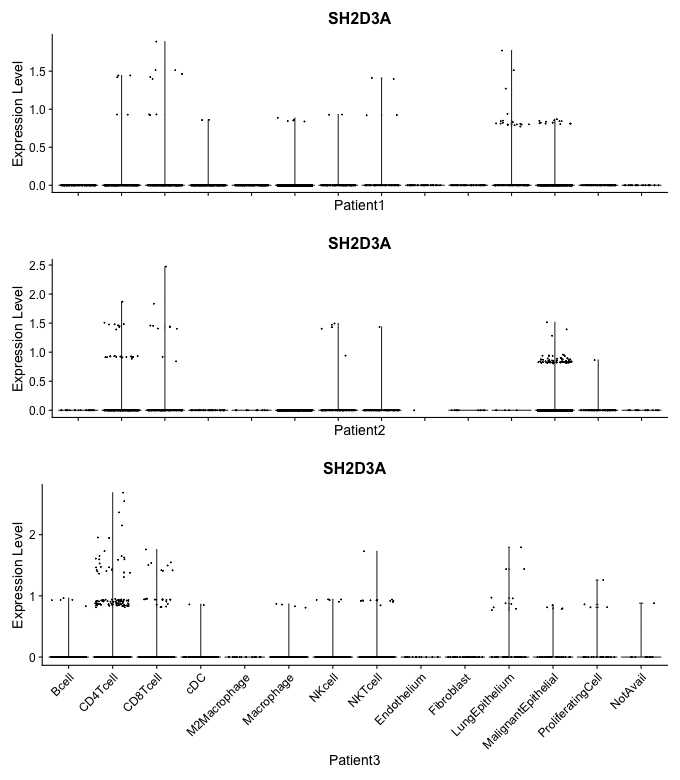 SH2D3A
Expression Level
1.5
1.0
0.5
0.0
Patient1
SH2D3A
Expression Level
2.5
2.0
1.5
1.0
0.5
0.0
Patient2
SH2D3A
Expression Level
2
1
0
Bcell
CD4Tcell
CD8Tcell
cDC
M2Macrophage
Macrophage
NKcell
NKTcell
Endothelium
Fibroblast
LungEpithelium
MalignantEpithelial
ProliferatingCell
NotAvail
Patient3